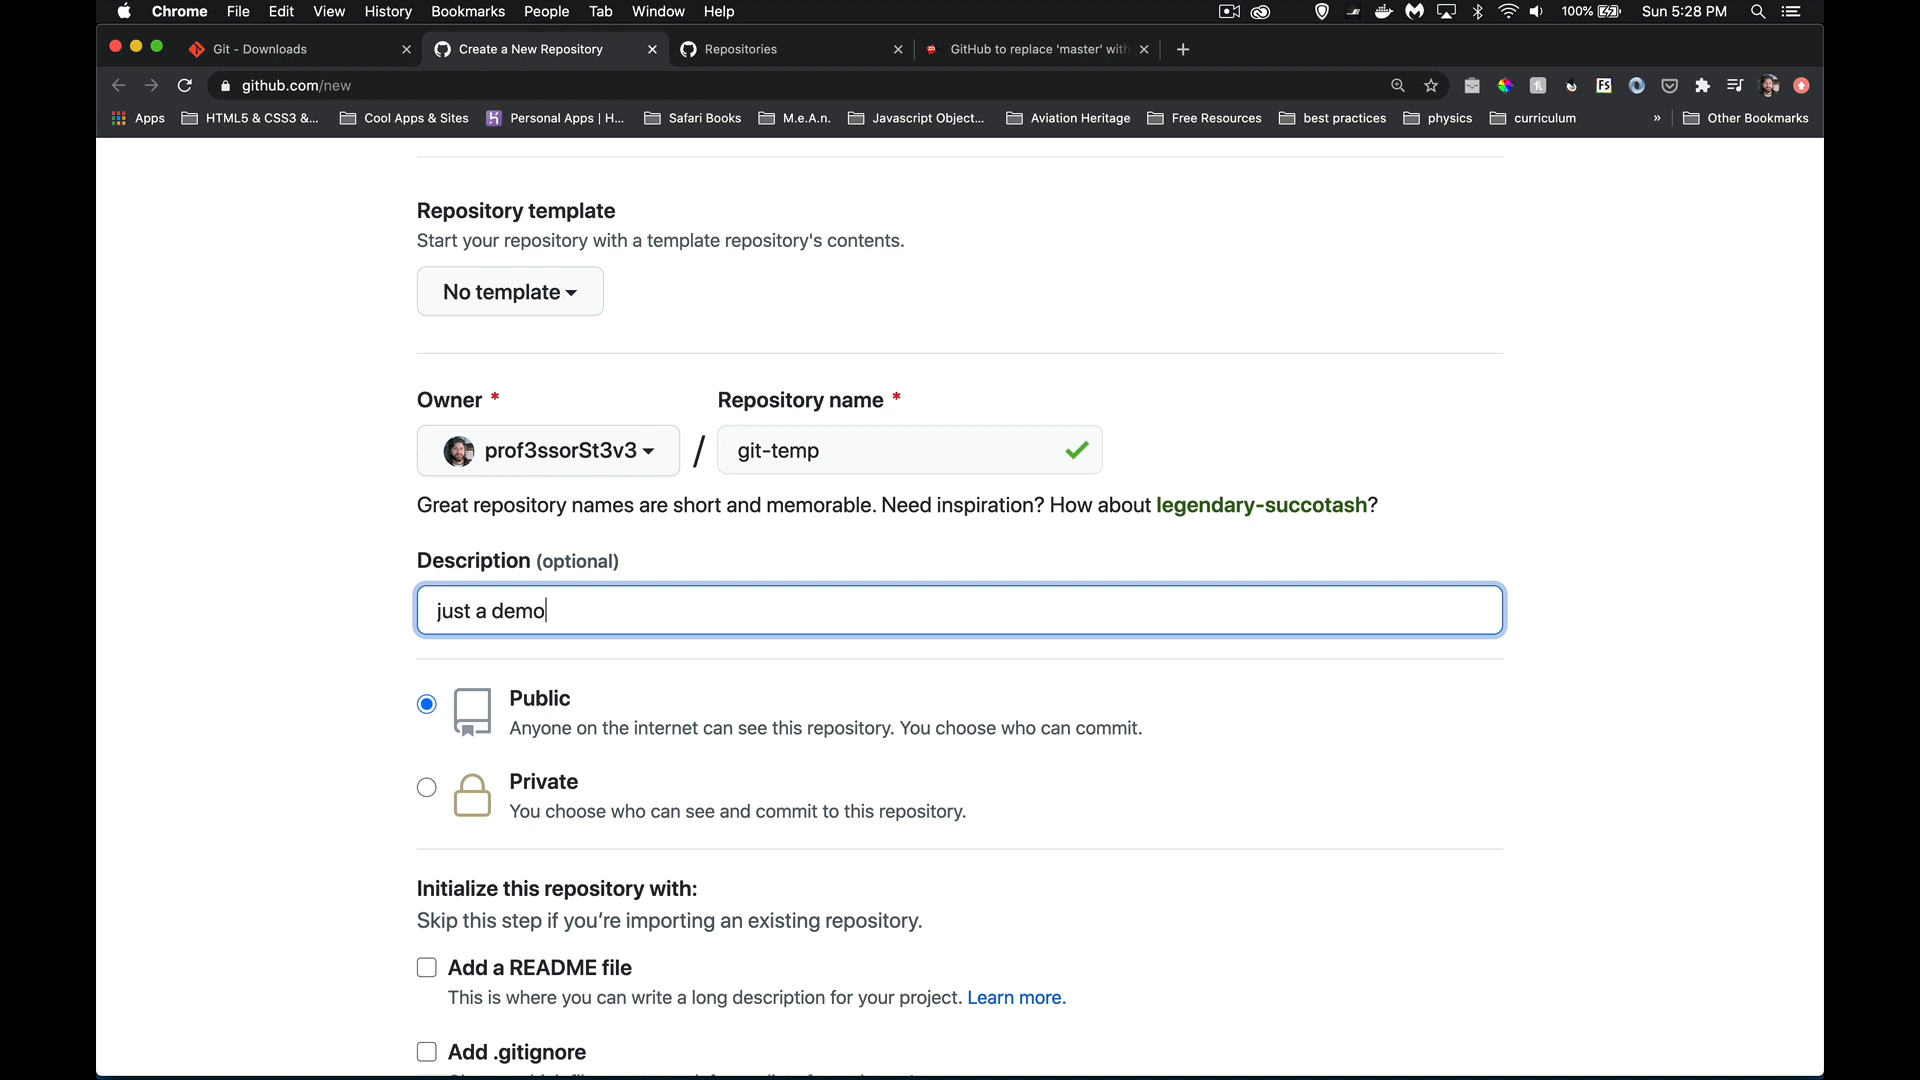 Chrome File Edit View History Bookmarks People Tab Window Help 100% Sun 5:28 PM
Git - Downloads Create a New Repository Repositories GitHub to replace 'master' with
github.com/new
Apps HTML5 & CSS3 &... Cool Apps & Sites Personal Apps | H... Safari Books M.e.A.n. Javascript Object... Aviation Heritage Free Resources best practices physics curriculum » Other Bookmarks
Repository template
Start your repository with a template repository's contents.
No template
Owner * Repository name *
prof3ssorSt3v3 / git-temp
Great repository names are short and memorable. Need inspiration? How about legendary-succotash?
Description (optional)
just a demo
Public
Anyone on the internet can see this repository. You choose who can commit.
Private
You choose who can see and commit to this repository.
Initialize this repository with:
Skip this step if you’re importing an existing repository.
Add a README file
This is where you can write a long description for your project. Learn more.
Add .gitignore